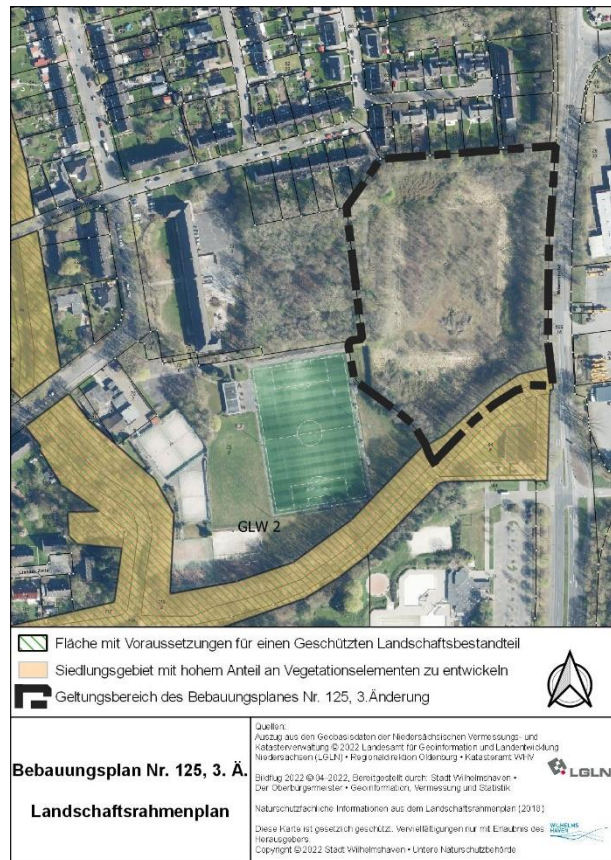 GLW 2
Fläche mit Voraussetzungen für einen Geschützten Landschaftsbestandteil
Siedlungsgebiet mit hohem Anteil an Vegetationselementen zu entwickeln
Geltungsbereich des Bebauungsplanes Nr. 125, 3.Änderung
Bebauungsplan Nr. 125, 3. Ä.
Landschaftsrahmenplan
Quellen:
Auszug aus den Geobasisdaten der Niedersächsischen Vermessungs- und
Katasterverwaltung © 2022 Landesamt für Geoinformation und Landentwicklung
Niedersachsen (LGLN) • Regionaldirektion Oldenburg • Katasteramt WHV
LGLN
Bildflug 2022 © 04-2022, Bereitgestellt durch: Stadt Wilhelmshaven •
Der Oberbürgermeister • Geoinformation, Vermessung und Statistik
Naturschutzfachliche Informationen aus dem Landschaftsrahmenplan (2018)
Diese Karte ist gesetzlich geschützt. Vervielfältigungen nur mit Erlaubnis des
Herausgebers.
WILHELMS
HAVEN
Copyright © 2022 Stadt Wilhelmshaven • Untere Naturschutzbehörde